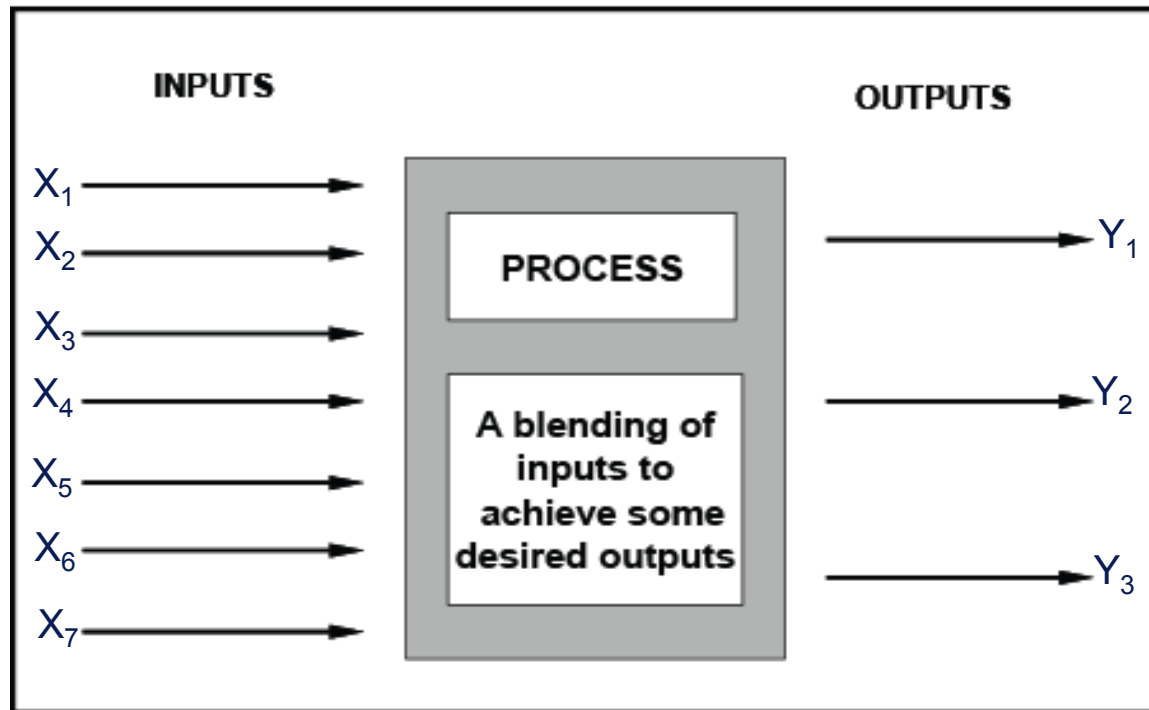 INPUTS
OUTPUTS
X₁
X₂
X₃
X₄
X₅
X₆
X₇
PROCESS
A blending of
inputs to
achieve some
desired outputs
Y₁
Y₂
Y₃